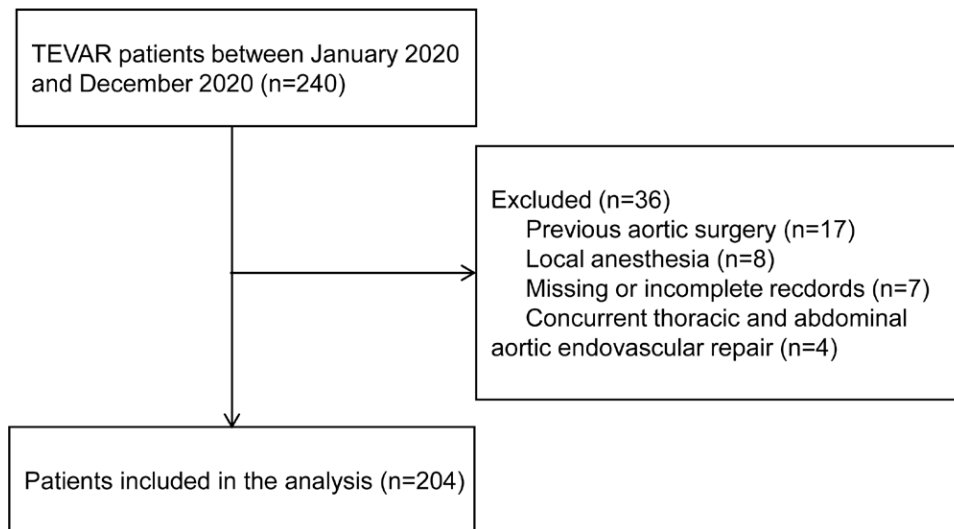 TEVAR patients between January 2020
and December 2020 (n=240)
Excluded (n=36)
Previous aortic surgery (n=17)
Local anesthesia (n=8)
Missing or incomplete recdords (n=7)
Concurrent thoracic and abdominal
aortic endovascular repair (n=4)
Patients included in the analysis (n=204)